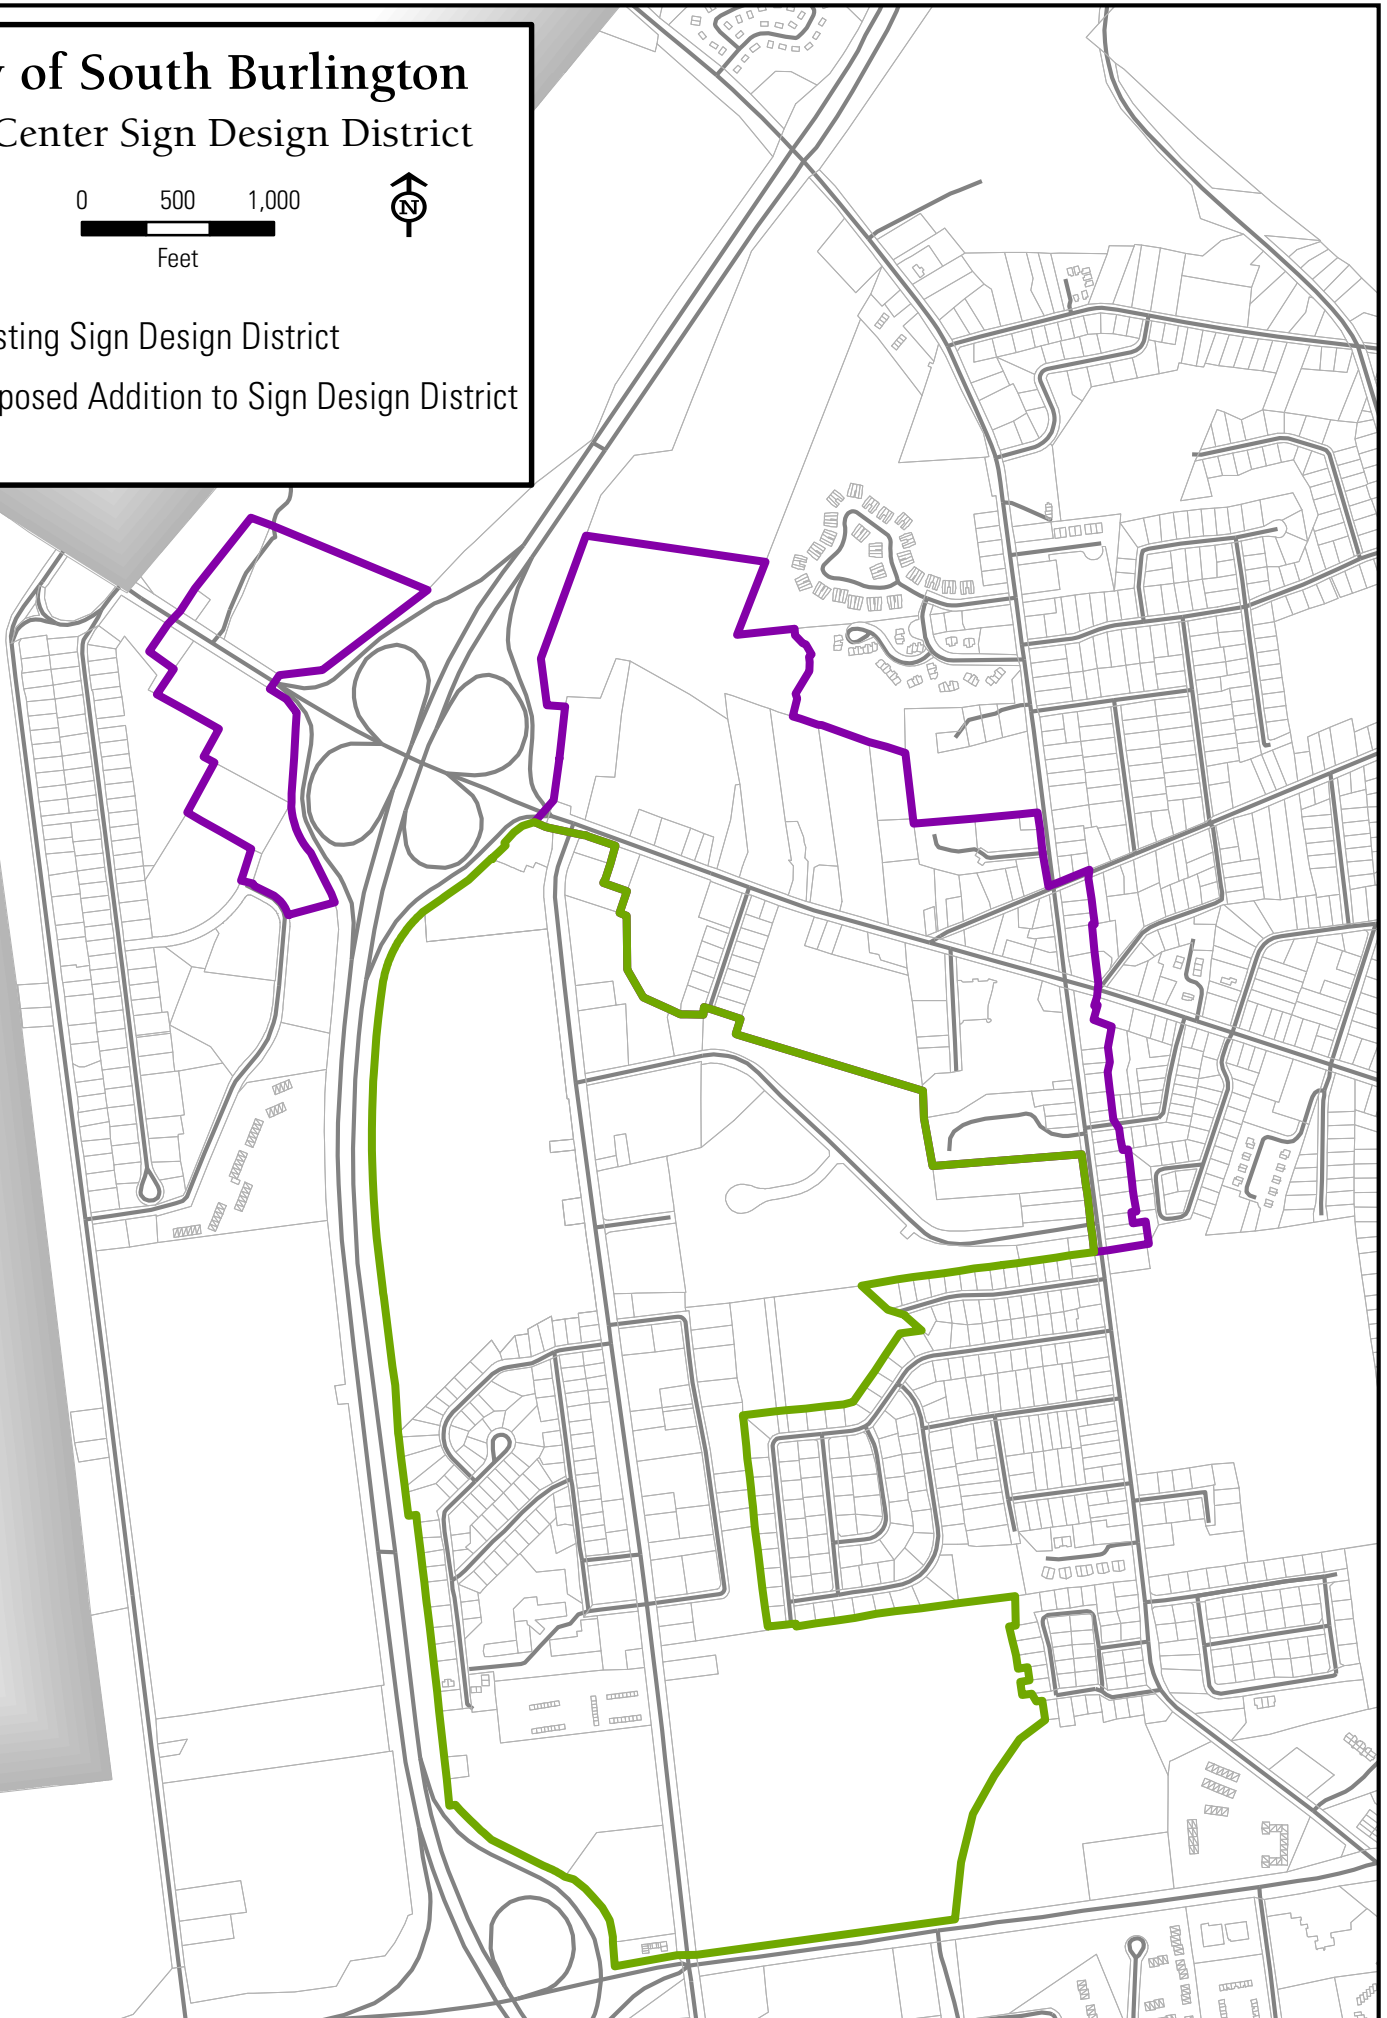 y of South Burlington
Center Sign Design District
0 500 1,000
N
Feet
sting Sign Design District
posed Addition to Sign Design District